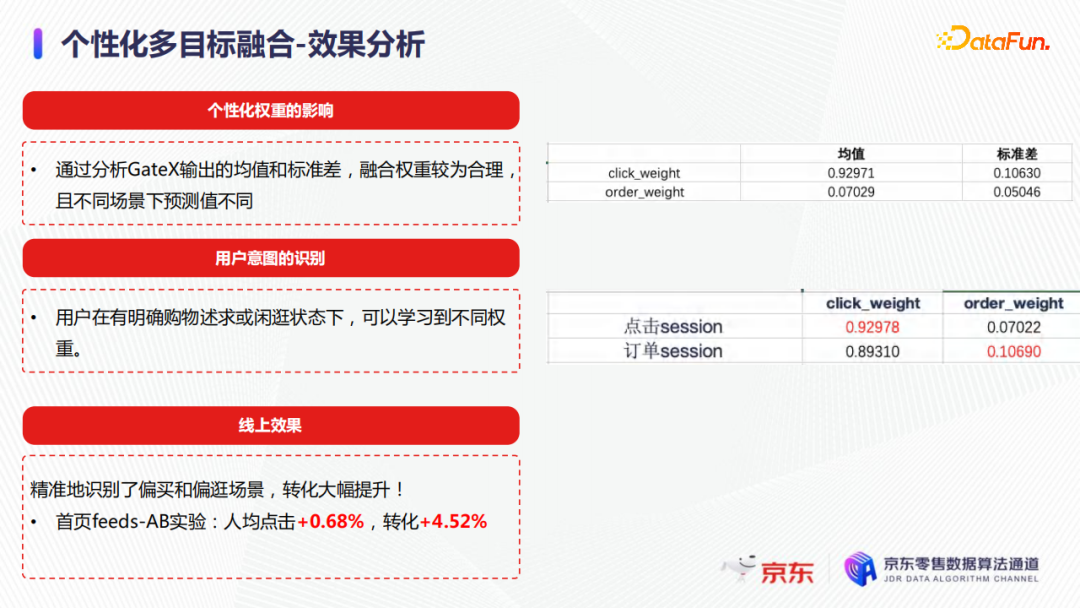 个性化多目标融合-效果分析
DataFun.
个性化权重的影响
• 通过分析GateX输出的均值和标准差，融合权重较为合理，
且不同场景下预测值不同
均值 标准差
click_weight 0.92971 0.10630
order_weight 0.07029 0.05046
用户意图的识别
• 用户在有明确购物述求或闲逛状态下，可以学习到不同权
重。
click_weight order_weight
点击session 0.92978 0.07022
订单session 0.89310 0.10690
线上效果
精准地识别了偏买和偏逛场景，转化大幅提升！
• 首页feeds-AB实验：人均点击+0.68%，转化+4.52%
京东
京东零售数据算法通道
JDR DATA ALGORITHM CHANNEL